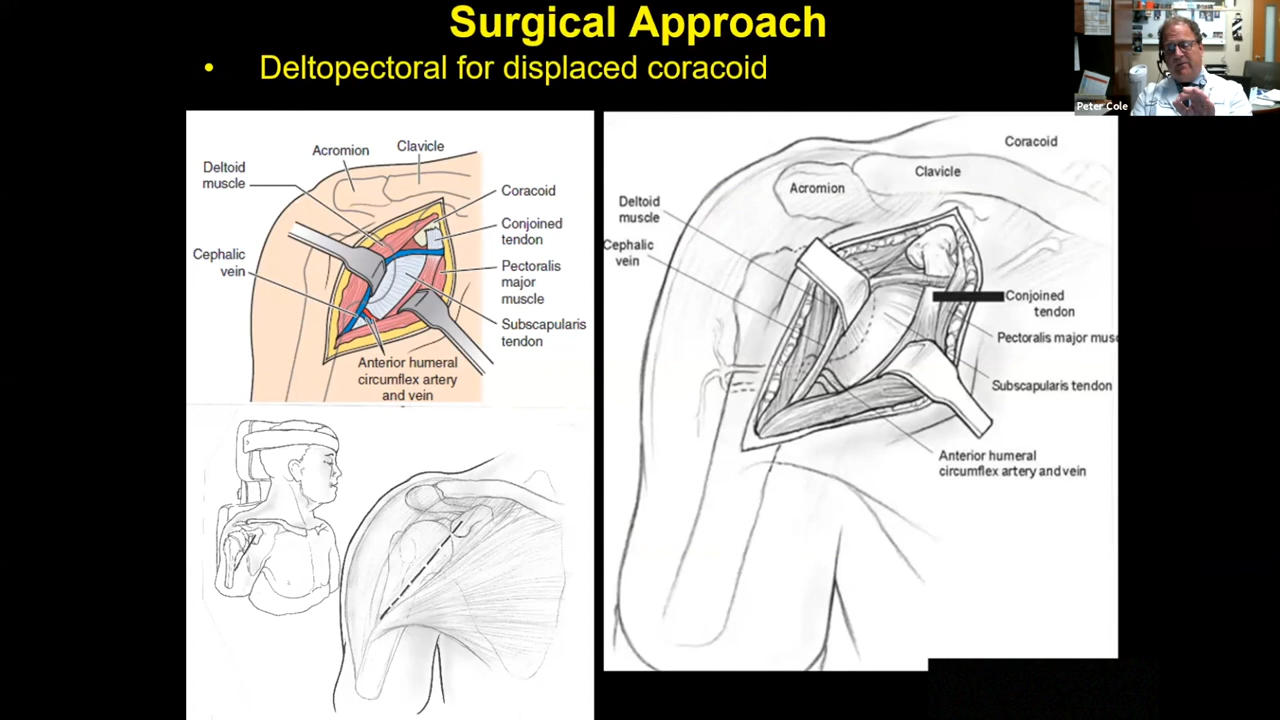 Surgical Approach
• Deltopectoral for displaced coracoid
Peter Cole
Acromion
Clavicle
Deltoid
muscle
Coracoid
Conjoined
tendon
Cephalic
vein
Pectoralis
major
muscle
Subscapularis
tendon
Anterior humeral
circumflex artery
and vein
Coracoid
Clavicle
Acromion
Deltoid
muscle
Cephalic
vein
Conjoined
tendon
Pectoralis major musc
Subscapularis tendon
Anterior humeral
circumflex artery and vein